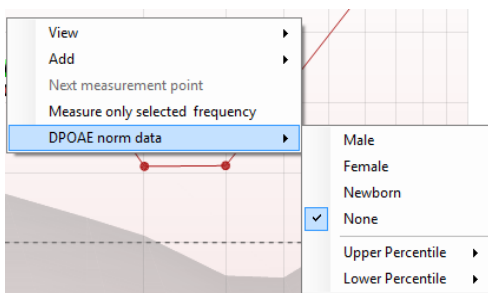 View
Add
Next measurement point
Measure only selected frequency
DPOAE norm data
Male
Female
Newborn
None
Upper Percentile
Lower Percentile